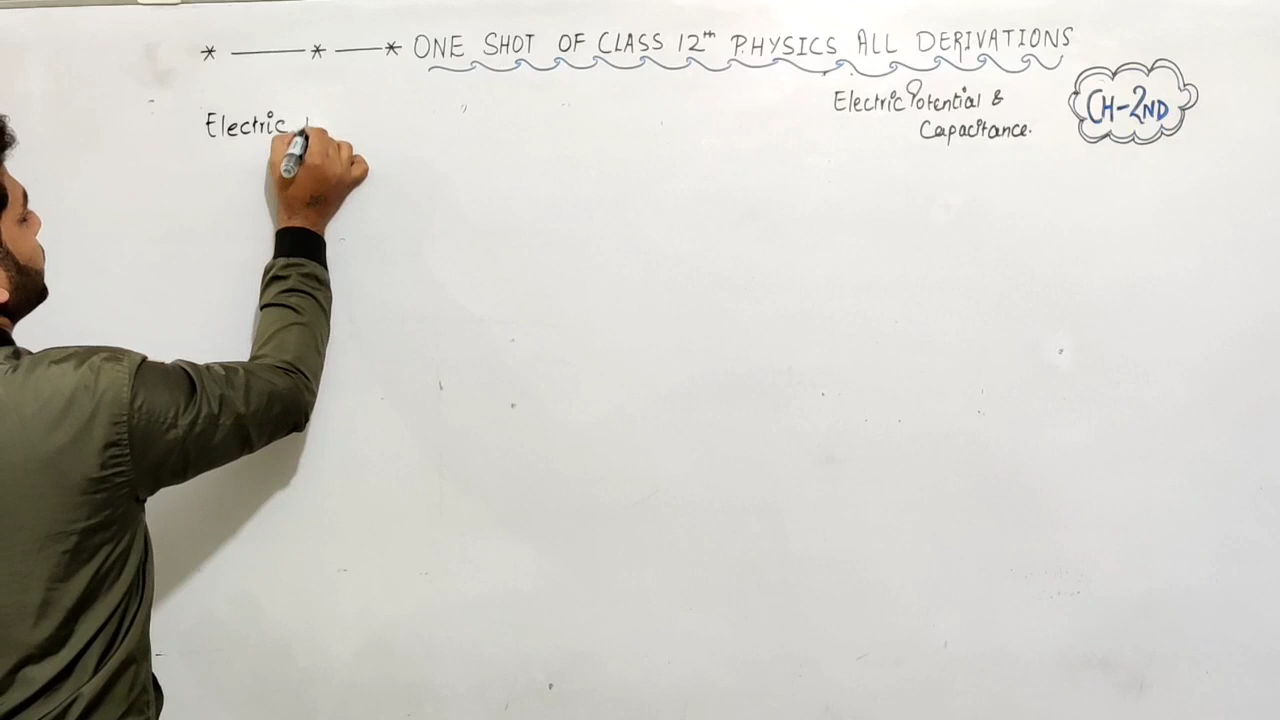 * —— * — * ONE SHOT OF CLASS 12th PHYSICS ALL DERIVATIONS
Electric Potential &
Capacitance.
CH-2ND
Electric